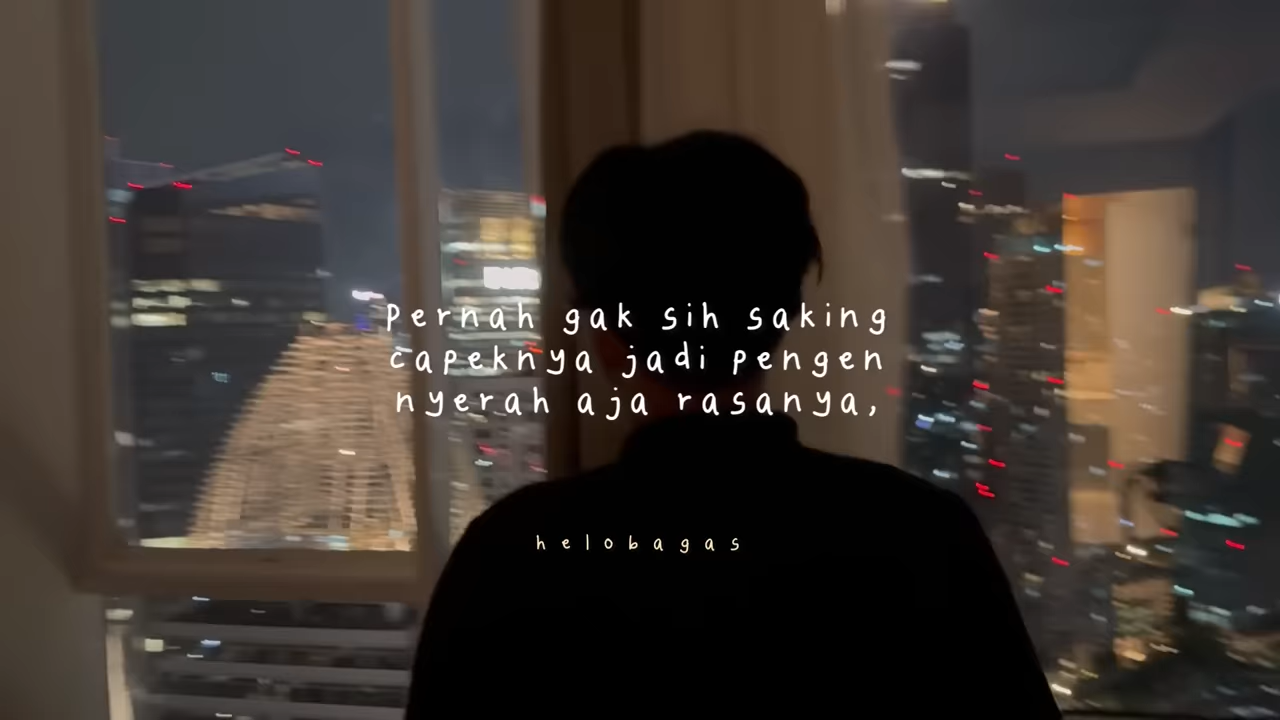 Pernah gak sih saking
capeknya jadi pengen
nyerah aja rasanya,
helobagas